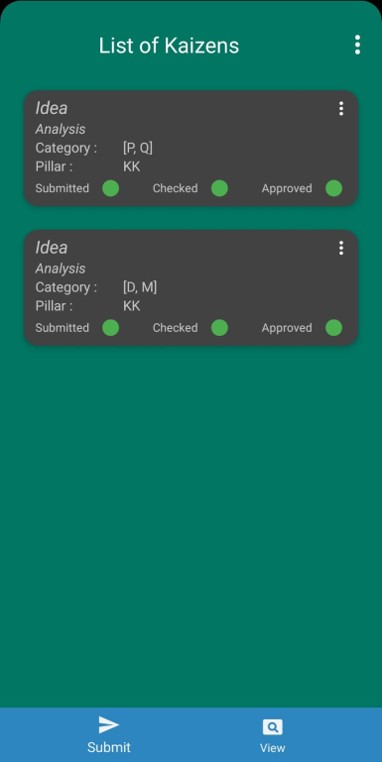 List of Kaizens
Idea
Analysis
Category : [P, Q]
Pillar : KK
Submitted Checked Approved
Idea
Analysis
Category : [D, M]
Pillar : KK
Submitted Checked Approved
Submit View